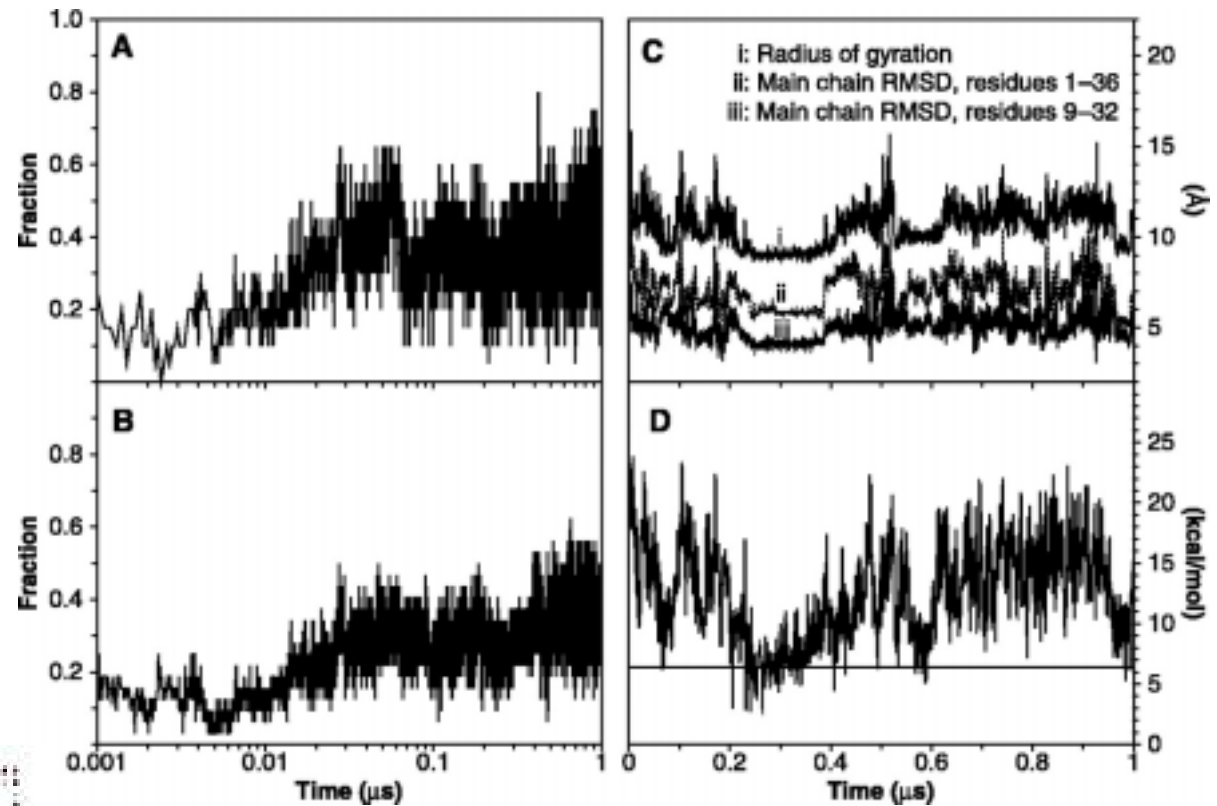 A
1.0
0.8
0.6
0.4
0.2
Fraction
B
0.8
0.6
0.4
0.2
Fraction
0.001 0.01 0.1 1
Time (μs)
C
i: Radius of gyration
ii: Main chain RMSD, residues 1–36
iii: Main chain RMSD, residues 9–32
i
ii
iii
20
15
10
5
(Å)
D
25
20
15
10
5
0
(kcal/mol)
0 0.2 0.4 0.6 0.8 1
Time (μs)